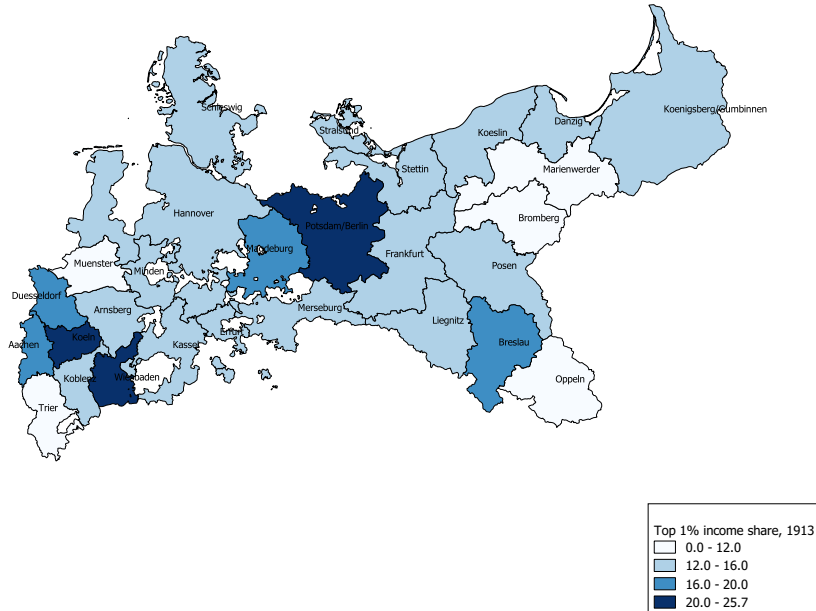 Schleswig
Koenigsberg/Gumbinnen
Danzig
Koeslin
Stralsund
Stettin
Marienwerder
Hannover
Bromberg
Potsdam/Berlin
Magdeburg
Frankfurt
Muenster
Minden
Posen
Duesseldorf
Arnsberg
Merseburg
Liegnitz
Erfurt
Koeln
Kassel
Aachen
Breslau
Koblenz
Wiesbaden
Oppeln
Trier
Top 1% income share, 1913
0.0 - 12.0
12.0 - 16.0
16.0 - 20.0
20.0 - 25.7